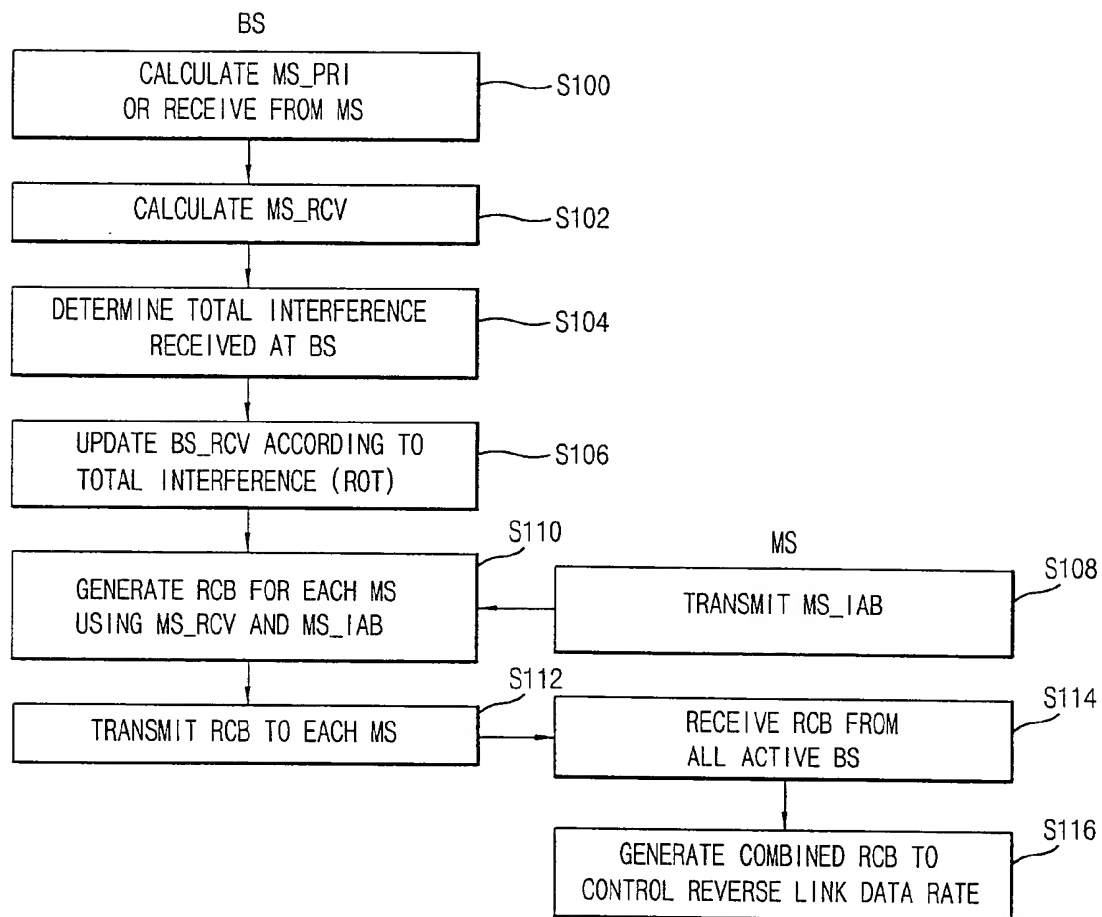 BS
CALCULATE MS_PRI
OR RECEIVE FROM MS
S100
CALCULATE MS_RCV
S102
DETERMINE TOTAL INTERFERENCE
RECEIVED AT BS
S104
UPDATE BS_RCV ACCORDING TO
TOTAL INTERFERENCE (ROT)
S106
S110
GENERATE RCB FOR EACH MS
USING MS_RCV AND MS_IAB
MS
S108
TRANSMIT MS_IAB
S112
TRANSMIT RCB TO EACH MS
S114
RECEIVE RCB FROM
ALL ACTIVE BS
S116
GENERATE COMBINED RCB TO
CONTROL REVERSE LINK DATA RATE